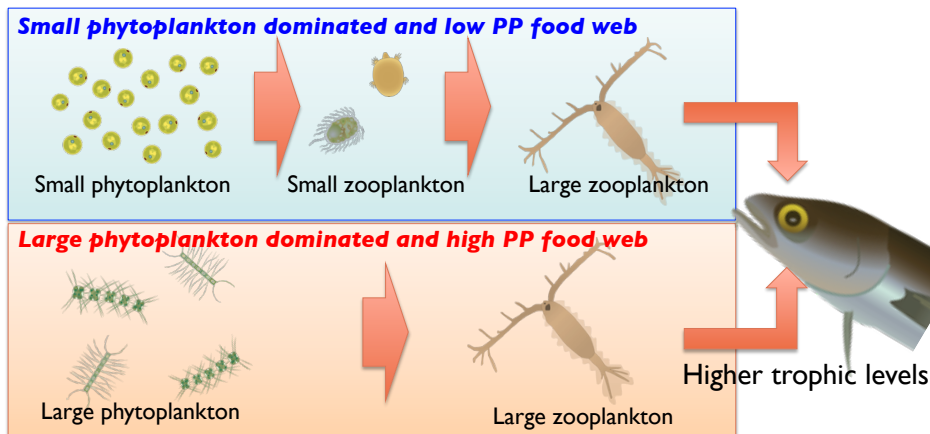 Small phytoplankton dominated and low PP food web
Small phytoplankton
Small zooplankton
Large zooplankton
Large phytoplankton dominated and high PP food web
Large phytoplankton
Large zooplankton
Higher trophic levels